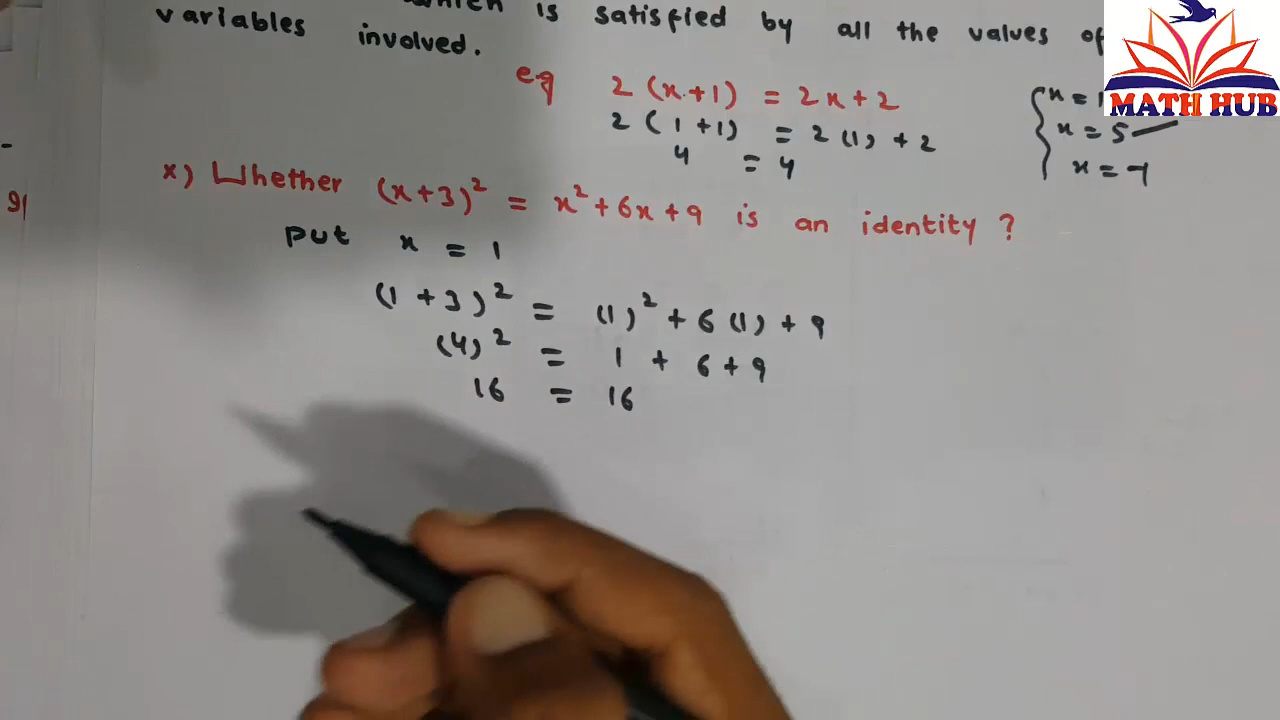 is satisfied by all the values of
variables involved.
eg 2 (x+1) = 2x+2
2 (1+1) = 2 (1) + 2
4 = 4
x = 1
x = 5
x = -1
MATH HUB
x) Whether (x+3)² = x²+6x+9 is an identity ?
put x = 1
(1+3)² = (1)² + 6 (1) + 9
(4)² = 1 + 6 + 9
16 = 16